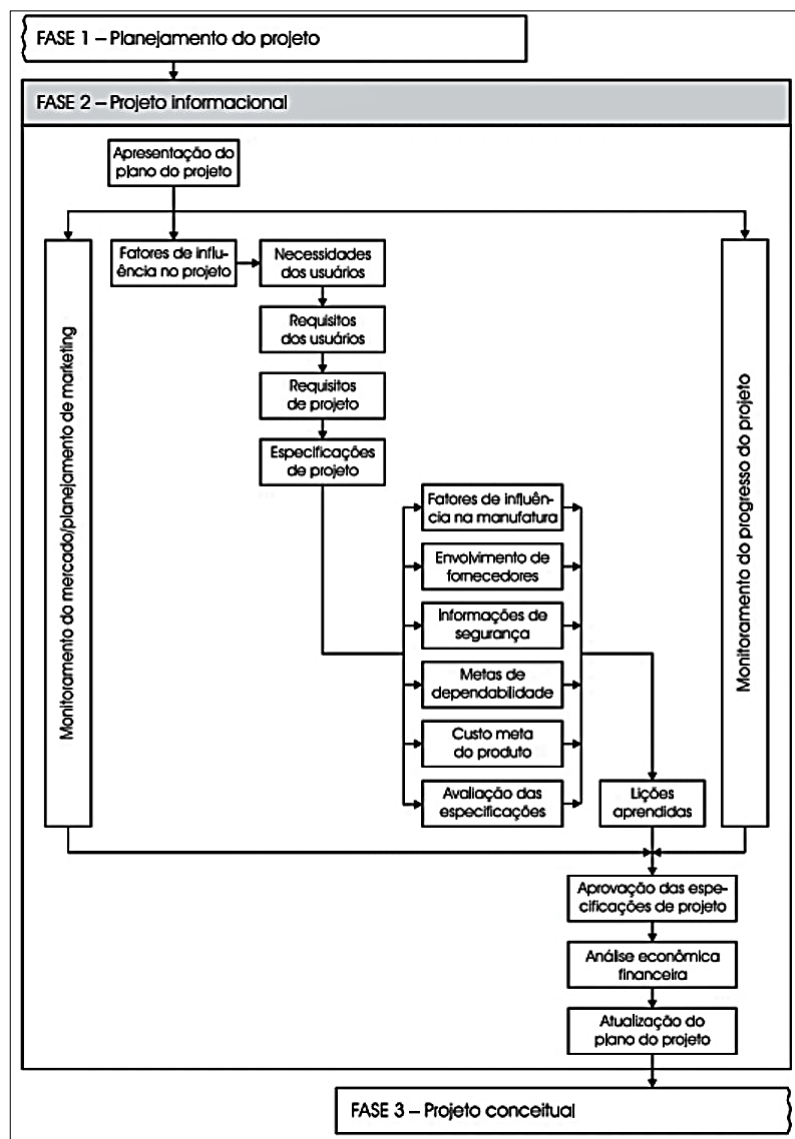 FASE 1 – Planejamento do projeto
FASE 2 – Projeto informacional
Apresentação do
plano do projeto
Monitoramento do mercado/planejamento de marketing
Fatores de influ-
ência no projeto
Necessidades
dos usuários
Requisitos
dos usuários
Requisitos
de projeto
Especificações
de projeto
Fatores de influên-
cia na manufatura
Envolvimento de
fornecedores
Informações de
segurança
Metas de
dependabilidade
Custo meta
do produto
Avaliação das
especificações
Lições
aprendidas
Monitoramento do progresso do projeto
Aprovação das espe-
cificações de projeto
Análise econômica
financeira
Atualização do
plano do projeto
FASE 3 – Projeto conceitual